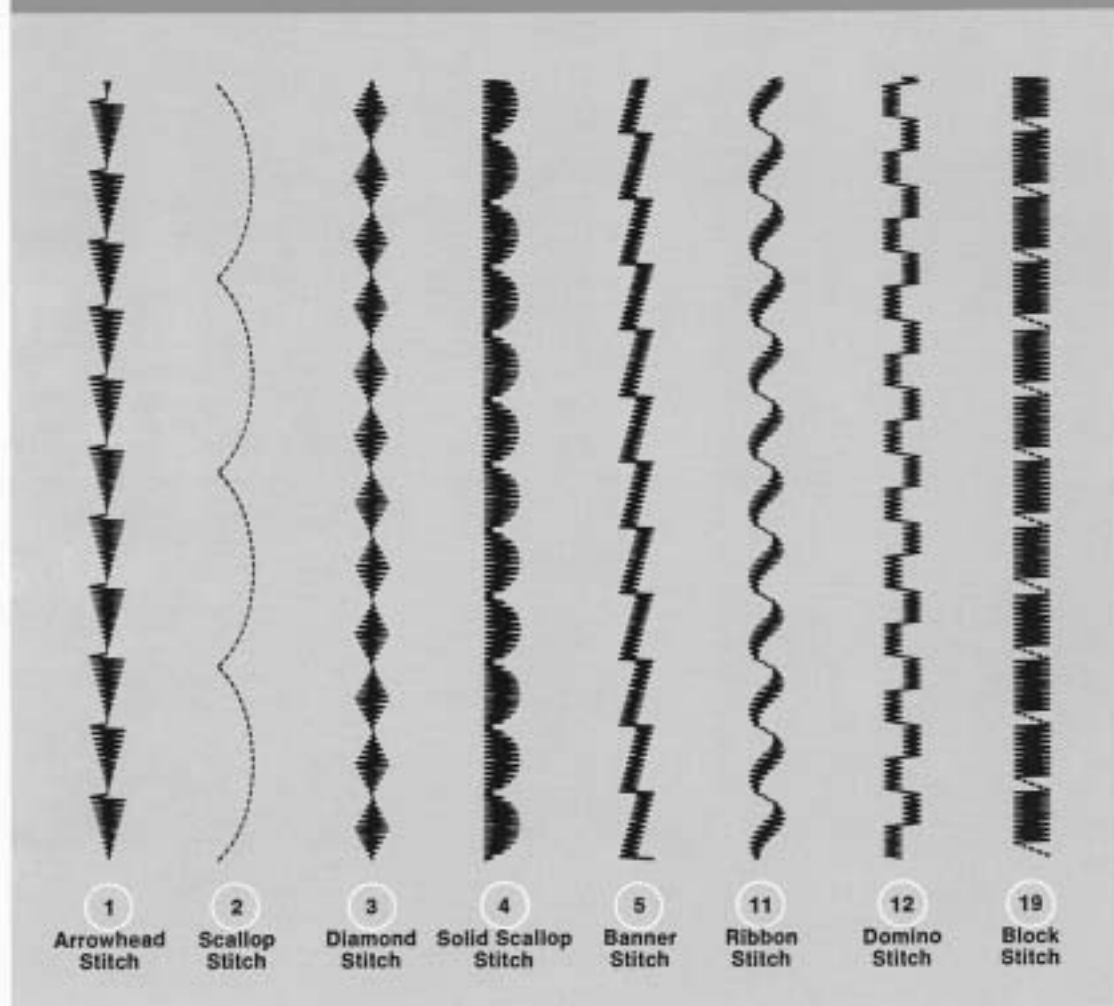 1
Arrowhead
Stitch
2
Scallop
Stitch
3
Diamond
Stitch
4
Solid Scallop
Stitch
5
Banner
Stitch
11
Ribbon
Stitch
12
Domino
Stitch
19
Block
Stitch